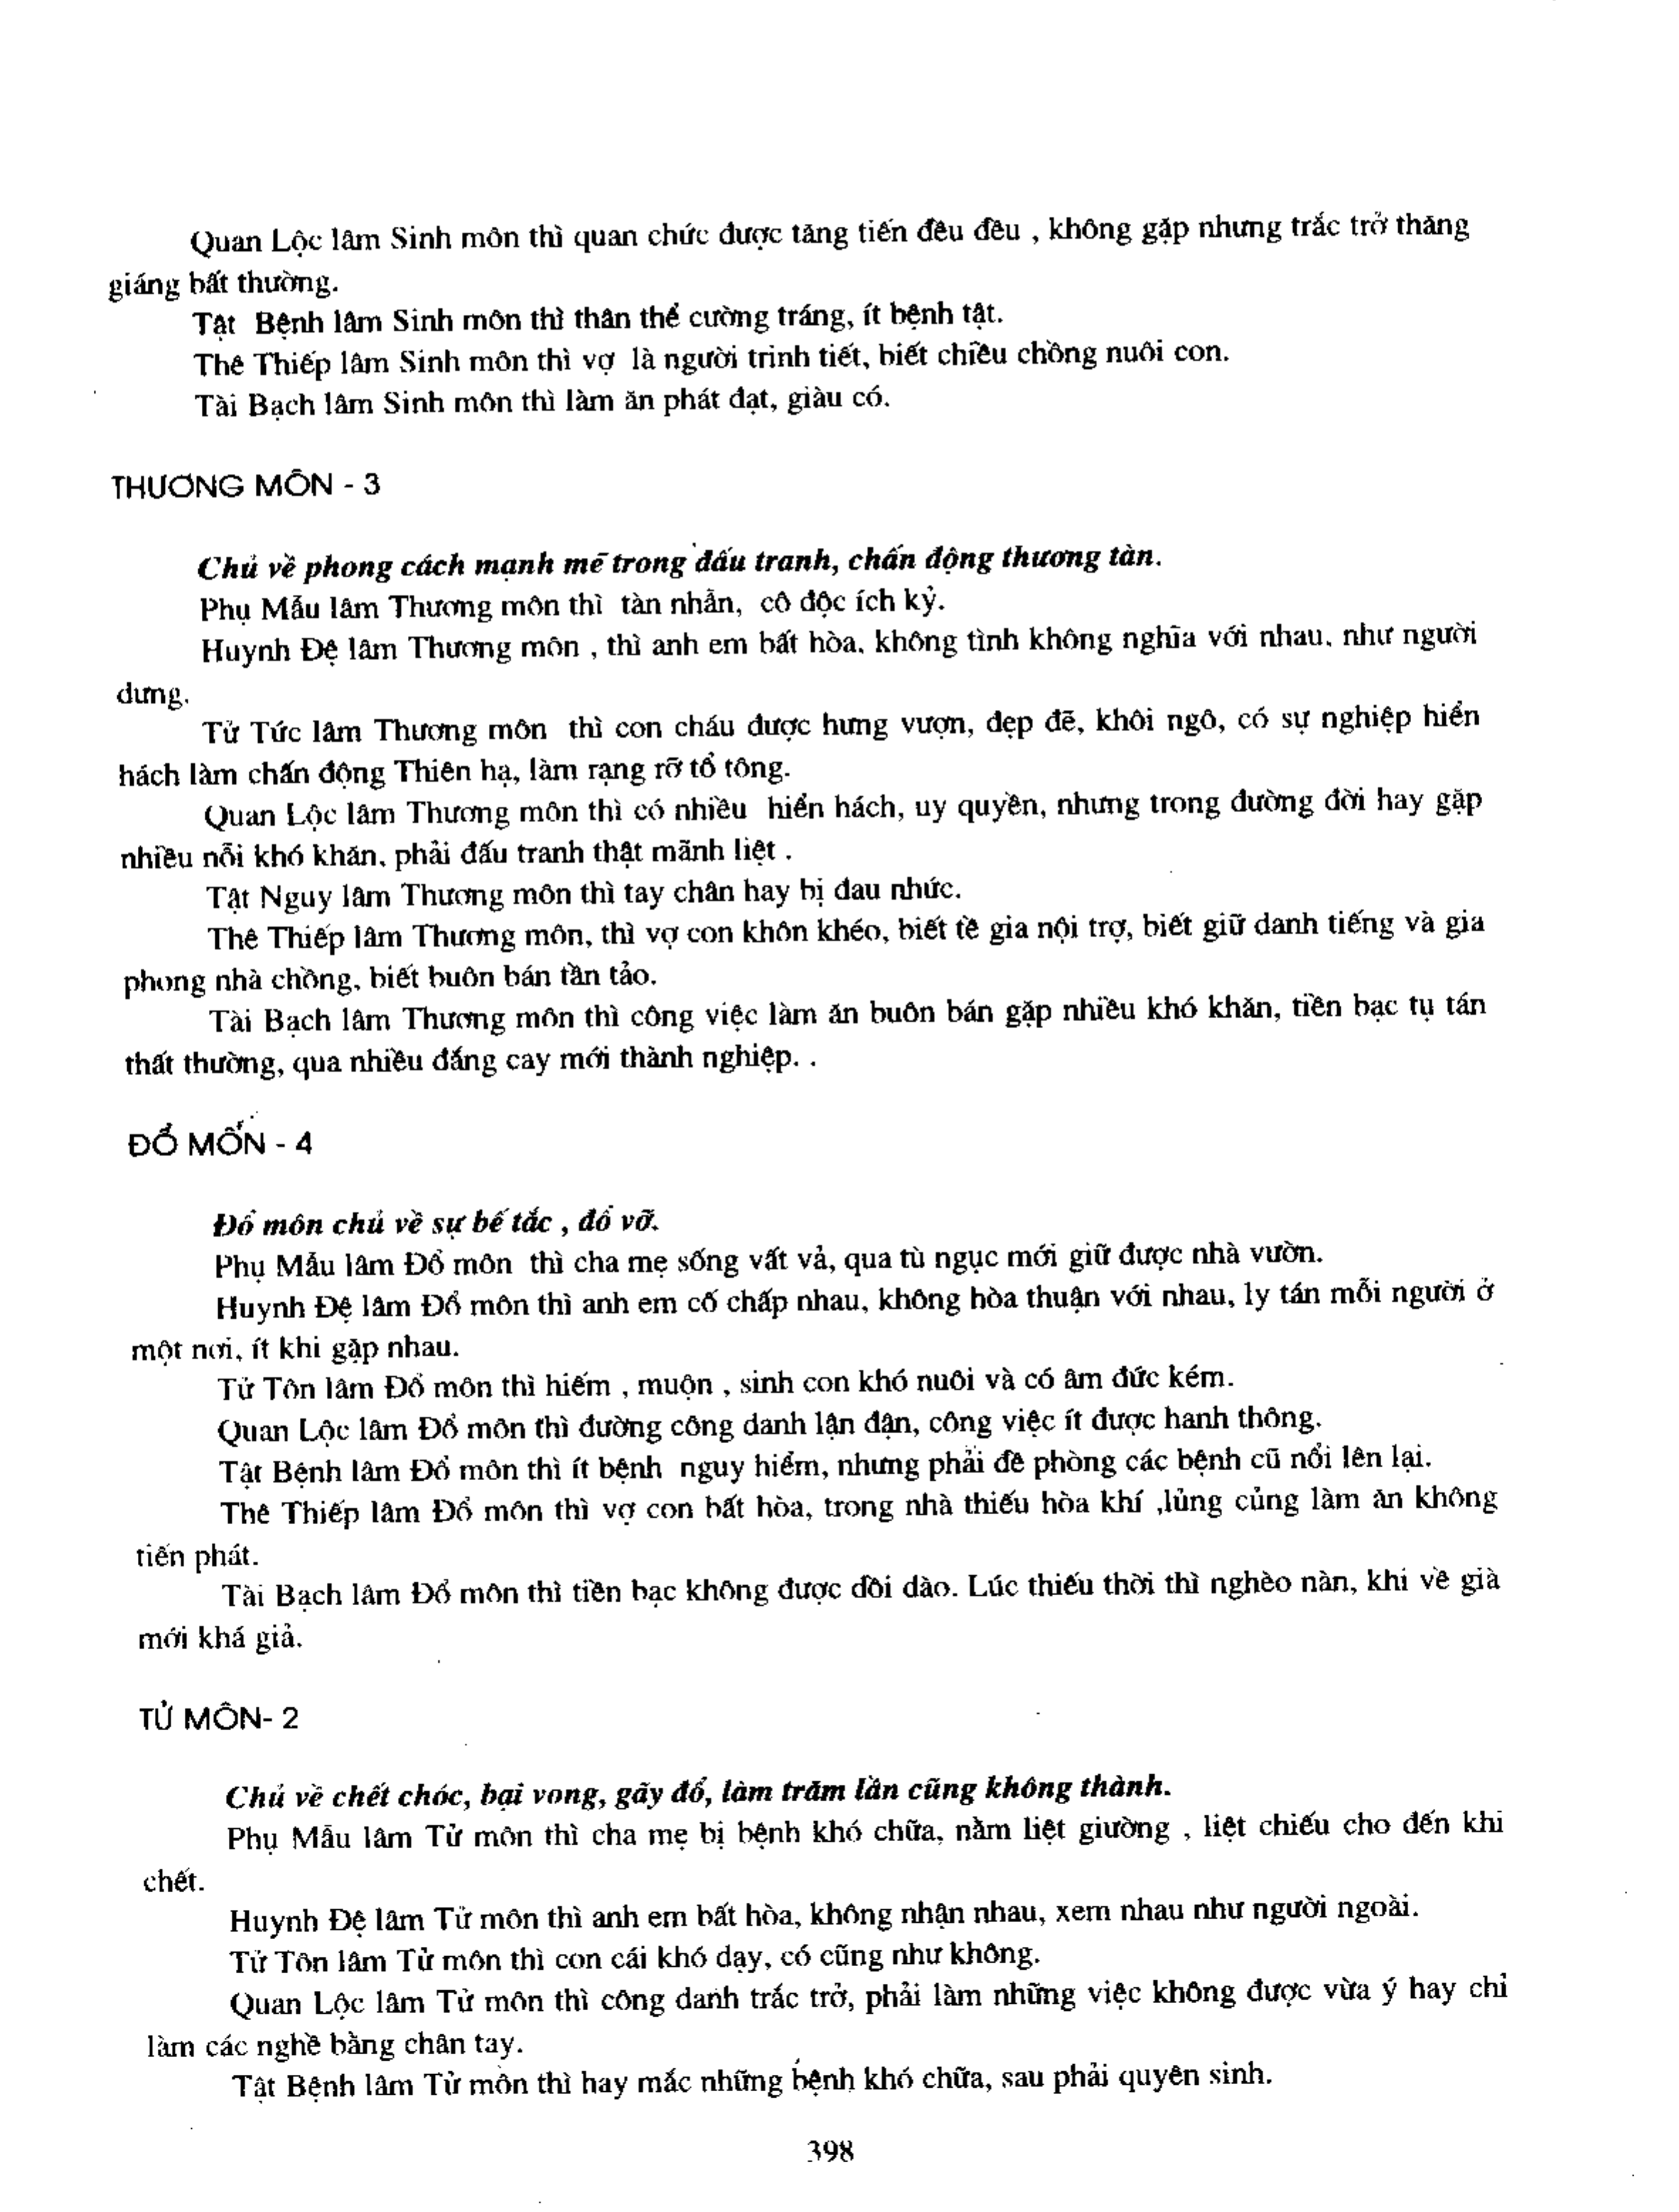 Quan Lộc lâm Sinh môn thì quan chức được tăng tiến đều đều , không gặp nhưng trắc trở thăng
giáng bất thường.
Tật Bệnh lâm Sinh môn thì thân thể cường tráng, ít bệnh tật.
Thê Thiếp lâm Sinh môn thì vợ là người trinh tiết, biết chiều chồng nuôi con.
Tài Bạch lâm Sinh môn thì làm ăn phát đạt, giàu có.
THƯƠNG MÔN - 3
Chủ về phong cách mạnh mẽ trong đấu tranh, chấn động thương tàn.
Phụ Mẫu lâm Thương môn thì tàn nhẫn, cô độc ích kỷ.
Huynh Đệ lâm Thương môn , thì anh em bất hòa, không tình không nghĩa với nhau. như người
dưng.
Tử Tức lâm Thương môn thì con cháu được hưng vượn, đẹp đẽ, khôi ngô, có sự nghiệp hiển
hách làm chấn động Thiên hạ, làm rạng rỡ tổ tông.
Quan Lộc lâm Thương môn thì có nhiều hiển hách, uy quyền, nhưng trong đường đời hay gặp
nhiều nỗi khó khăn, phải đấu tranh thật mãnh liệt .
Tật Nguy lâm Thương môn thì tay chân hay bị đau nhức.
Thê Thiếp lâm Thương môn, thì vợ con khôn khéo, biết tề gia nội trợ, biết giữ danh tiếng và gia
phong nhà chồng, biết buôn bán tần tảo.
Tài Bạch lâm Thương môn thì công việc làm ăn buôn bán gặp nhiều khó khăn, tiền bạc tụ tán
thất thường, qua nhiều đắng cay mới thành nghiệp. .
ĐỔ MÔN - 4
Đổ môn chủ về sự bế tắc , đổ vỡ.
Phụ Mẫu lâm Đổ môn thì cha mẹ sống vất vả, qua tù ngục mới giữ được nhà vườn.
Huynh Đệ lâm Đổ môn thì anh em cố chấp nhau, không hòa thuận với nhau, ly tán mỗi người ở
một nơi, ít khi gặp nhau.
Tử Tôn lâm Đổ môn thì hiếm , muộn , sinh con khó nuôi và có âm đức kém.
Quan Lộc lâm Đổ môn thì đường công danh lận đận, công việc ít được hanh thông.
Tật Bệnh lâm Đổ môn thì ít bệnh nguy hiểm, nhưng phải đề phòng các bệnh cũ nổi lên lại.
Thê Thiếp lâm Đổ môn thì vợ con bất hòa, trong nhà thiếu hòa khí ,lủng củng làm ăn không
tiến phát.
Tài Bạch lâm Đổ môn thì tiền bạc không được dồi dào. Lúc thiếu thời thì nghèo nàn, khi về già
mới khá giả.
TỬ MÔN- 2
Chủ về chết chóc, bại vong, gãy đổ, làm trăm lần cũng không thành.
Phụ Mẫu lâm Tử môn thì cha mẹ bị bệnh khó chữa, nằm liệt giường , liệt chiếu cho đến khi
chết.
Huynh Đệ lâm Tử môn thì anh em bất hòa, không nhận nhau, xem nhau như người ngoài.
Tử Tôn lâm Tử môn thì con cái khó dạy, có cũng như không.
Quan Lộc lâm Tử môn thì công danh trắc trở, phải làm những việc không được vừa ý hay chỉ
làm các nghề bằng chân tay.
Tật Bệnh lâm Tử môn thì hay mắc những bệnh khó chữa, sau phải quyên sinh.
398